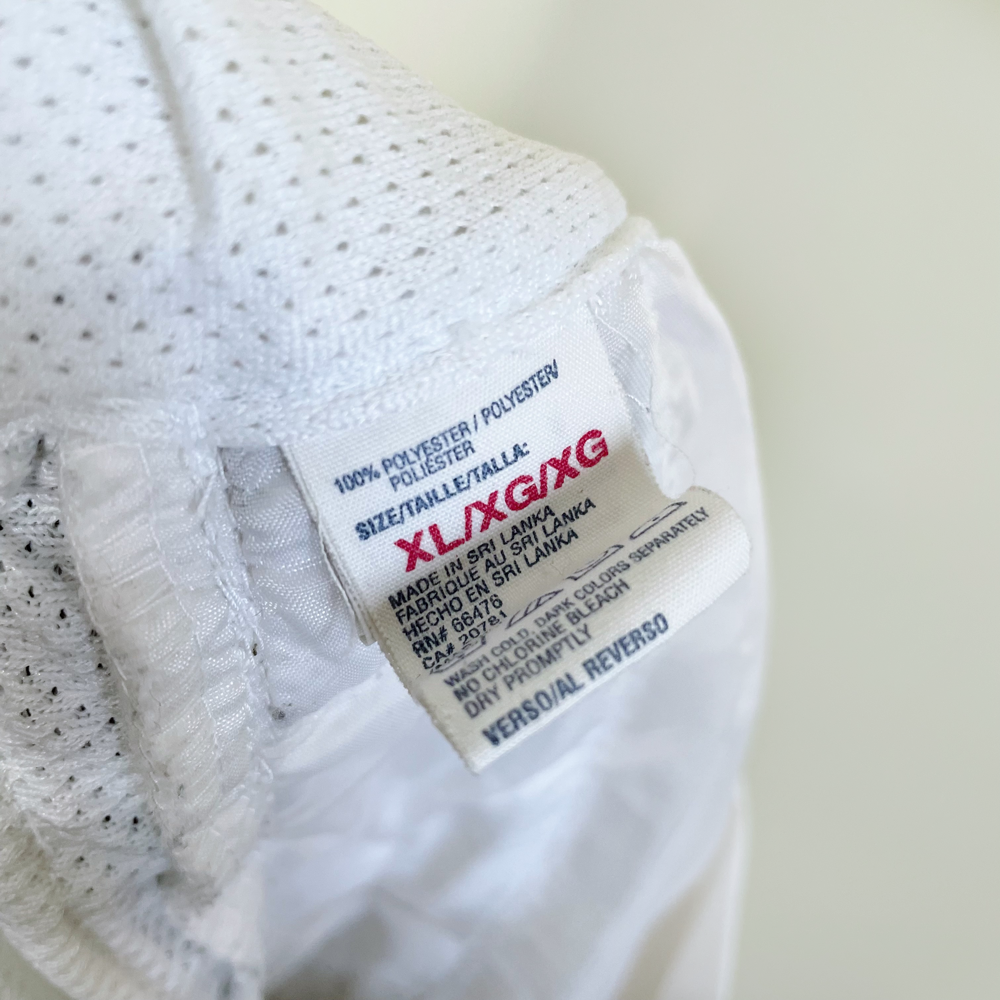 100% POLYESTER / POLYESTER/
POLIÉSTER
SIZE/TAILLE/TALLA:
XL/XG/XG
MADE IN SRI LANKA
FABRIQUE AU SRI LANKA
HECHO EN SRI LANKA
RN# 66476
CA# 20781
WASH COLD, DARK COLORS SEPARATELY
NO CHLORINE BLEACH
DRY PROMPTLY
VERSO/AL REVERSO